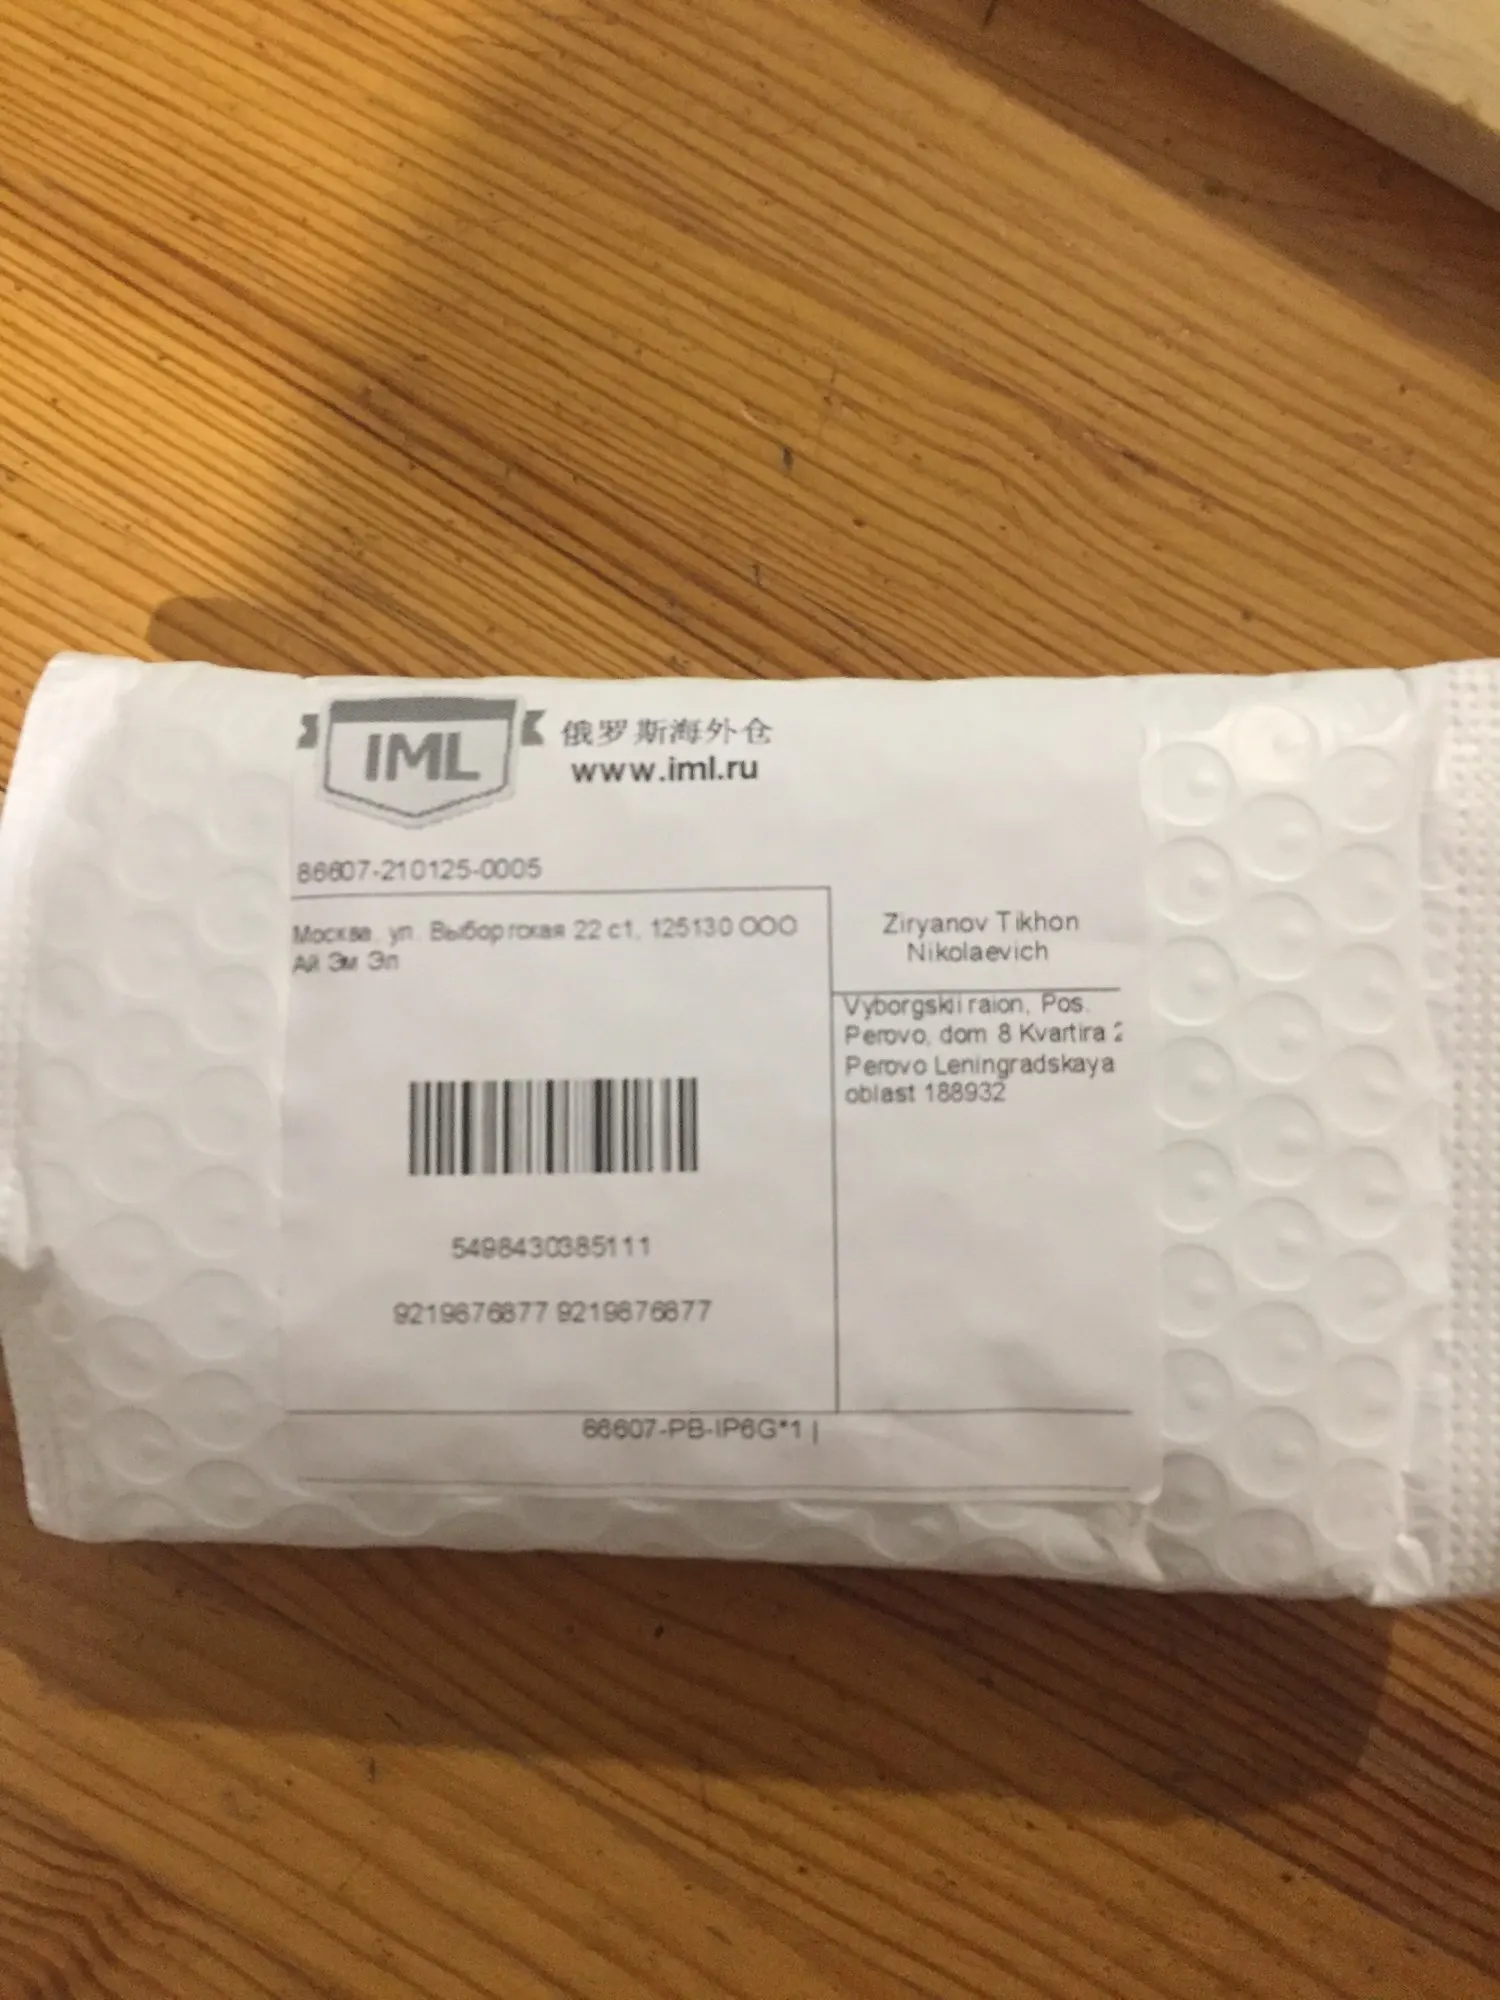 IML
俄罗斯海外仓
www.iml.ru
86607-210125-0005
Москва, ул. Выборгская 22 с1, 125130 ООО
Ай Эм Эл
Ziryanov Tikhon
Nikolaevich
Vyborgskii raion, Pos.
Perovo, dom 8 Kvartira 2
Perovo Leningradskaya
oblast 188932
5498430385111
9219876877 9219876877
86607-PB-IP6G*1 |